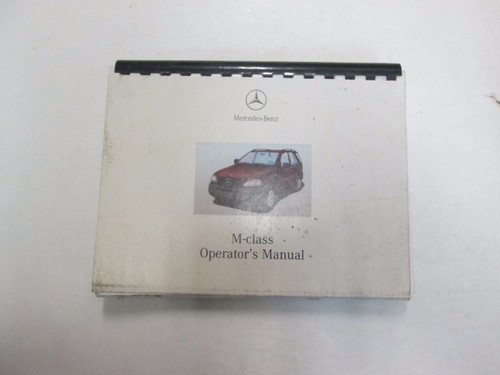 Mercedes-Benz
M-class
Operator's Manual